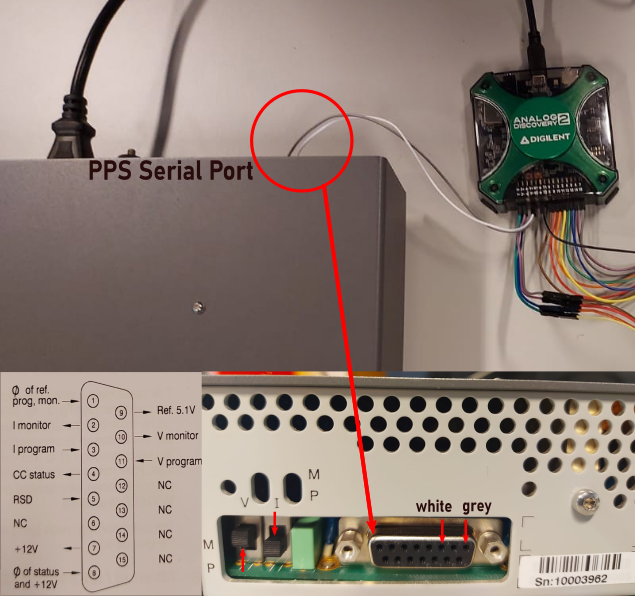 ANALOG
DISCOVERY 2
DIGILENT
PPS Serial Port
Ø of ref.
prog, mon.
I monitor
I program
CC status
RSD
NC
+12V
Ø of status
and +12V
1
2
3
4
5
6
7
8
9
10
11
12
13
14
15
Ref. 5.1V
V monitor
V program
NC
NC
NC
NC
M
P
V
I
M
P
white grey
Sn:10003962